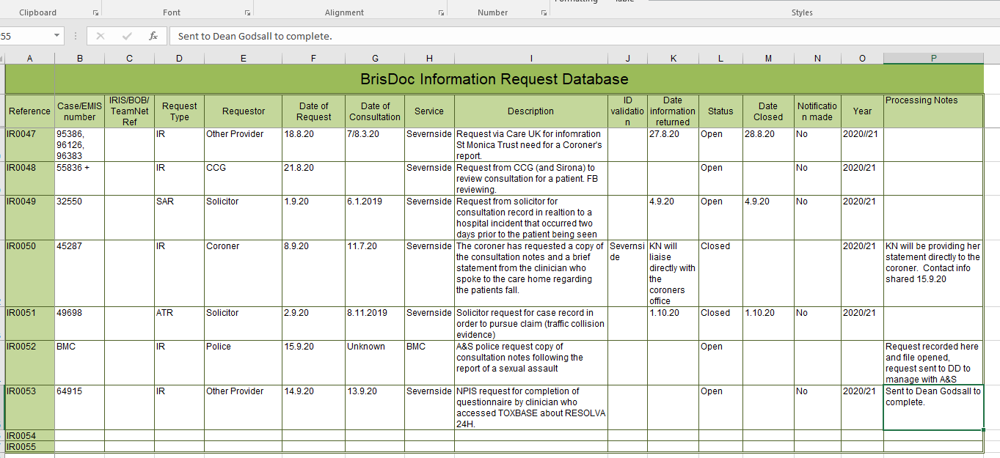 Clipboard Font Alignment Number Styles
55 fx Sent to Dean Godsall to complete.
A B C D E F G H I J K L M N O P
BrisDoc Information Request Database
Reference Case/EMIS number IRIS/BOB/ TeamNet Ref Request Type Requestor Date of Request Date of Consultation Service Description ID validatio n Date information returned Status Date Closed Notificatio n made Year Processing Notes
IR0047 95386, IR Other Provider 18.8.20 7/8.3.20 Severnside Request via Care UK for infomration 27.8.20 Open 28.8.20 No 2020//21
96126, St Monica Trust need for a Coroner's
96383 report.
IR0048 55836 + IR CCG 21.8.20 Severnside Request from CCG (and Sirona) to Open No 2020/21
review consultation for a patient. FB
reviewing.
IR0049 32550 SAR Solicitor 1.9.20 6.1.2019 Severnside Request from solicitor for 4.9.20 Open 4.9.20 No 2020/21
consultation record in realtion to a
hospital incident that occurred two
days prior to the patient being seen
IR0050 45287 IR Coroner 8.9.20 11.7.20 Severnside The coroner has requested a copy of Severnsi KN will Closed 2020/21 KN will be providing her
the consultation notes and a brief de liaise statement directly to the
statement from the clinician who directly with coroner. Contact info
spoke to the care home regarding the shared 15.9.20
the patients fall. coroners
office
IR0051 49698 ATR Solicitor 2.9.20 8.11.2019 Severnside Solicitor request for case record in 1.10.20 Closed 1.10.20 No 2020/21
order to pursue claim (traffic collision
evidence)
IR0052 BMC IR Police 15.9.20 Unknown BMC A&S police request copy of Open Request recorded here
consultation notes following the and file opened,
report of a sexual assault request sent to DD to
manage with A&S
IR0053 64915 IR Other Provider 14.9.20 13.9.20 Severnside NPIS request for completion of Open No 2020/21 Sent to Dean Godsall to
questionnaire by clinician who complete.
accessed TOXBASE about RESOLVA
24H.
IR0054
IR0055